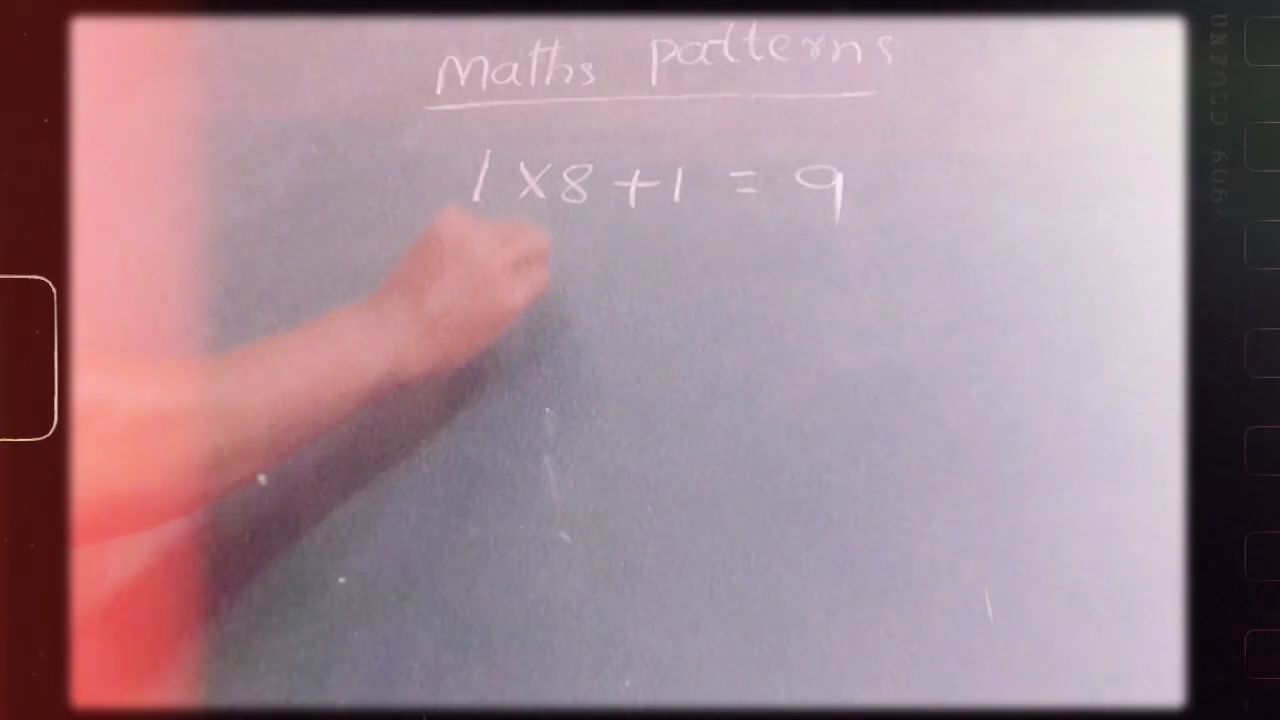 Maths patterns
1 × 8 + 1 = 9